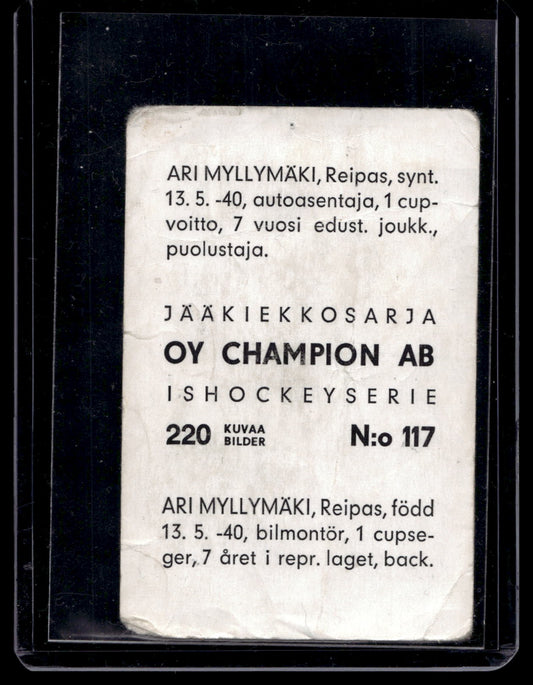 ARI MYLLYMÄKI, Reipas, synt.
13. 5. -40, autoasentaja, 1 cup-
voitto, 7 vuosi edust. joukk.,
puolustaja.
JÄÄKIEKKOSARJA
OY CHAMPION AB
ISHOCKEYSERIE
220 KUVAA
BILDER
N:o 117
ARI MYLLYMÄKI, Reipas, född
13. 5. -40, bilmontör, 1 cupse-
ger, 7 året i repr. laget, back.